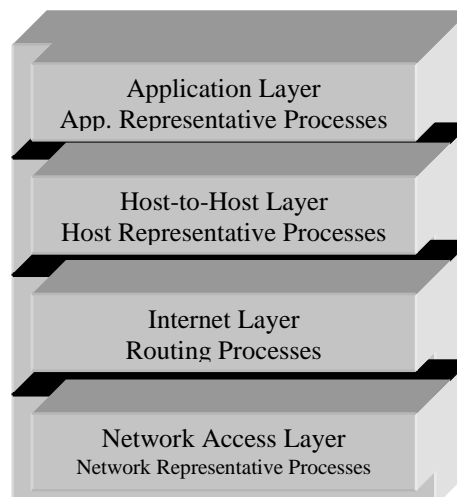 Application Layer
App. Representative Processes
Host-to-Host Layer
Host Representative Processes
Internet Layer
Routing Processes
Network Access Layer
Network Representative Processes